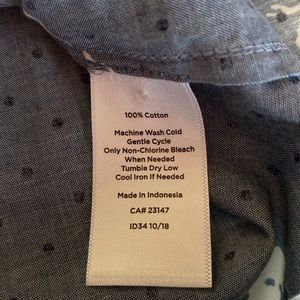 100% Cotton
Machine Wash Cold
Gentle Cycle
Only Non-Chlorine Bleach
When Needed
Tumble Dry Low
Cool Iron If Needed
Made In Indonesia
CA# 23147
ID34 10/18